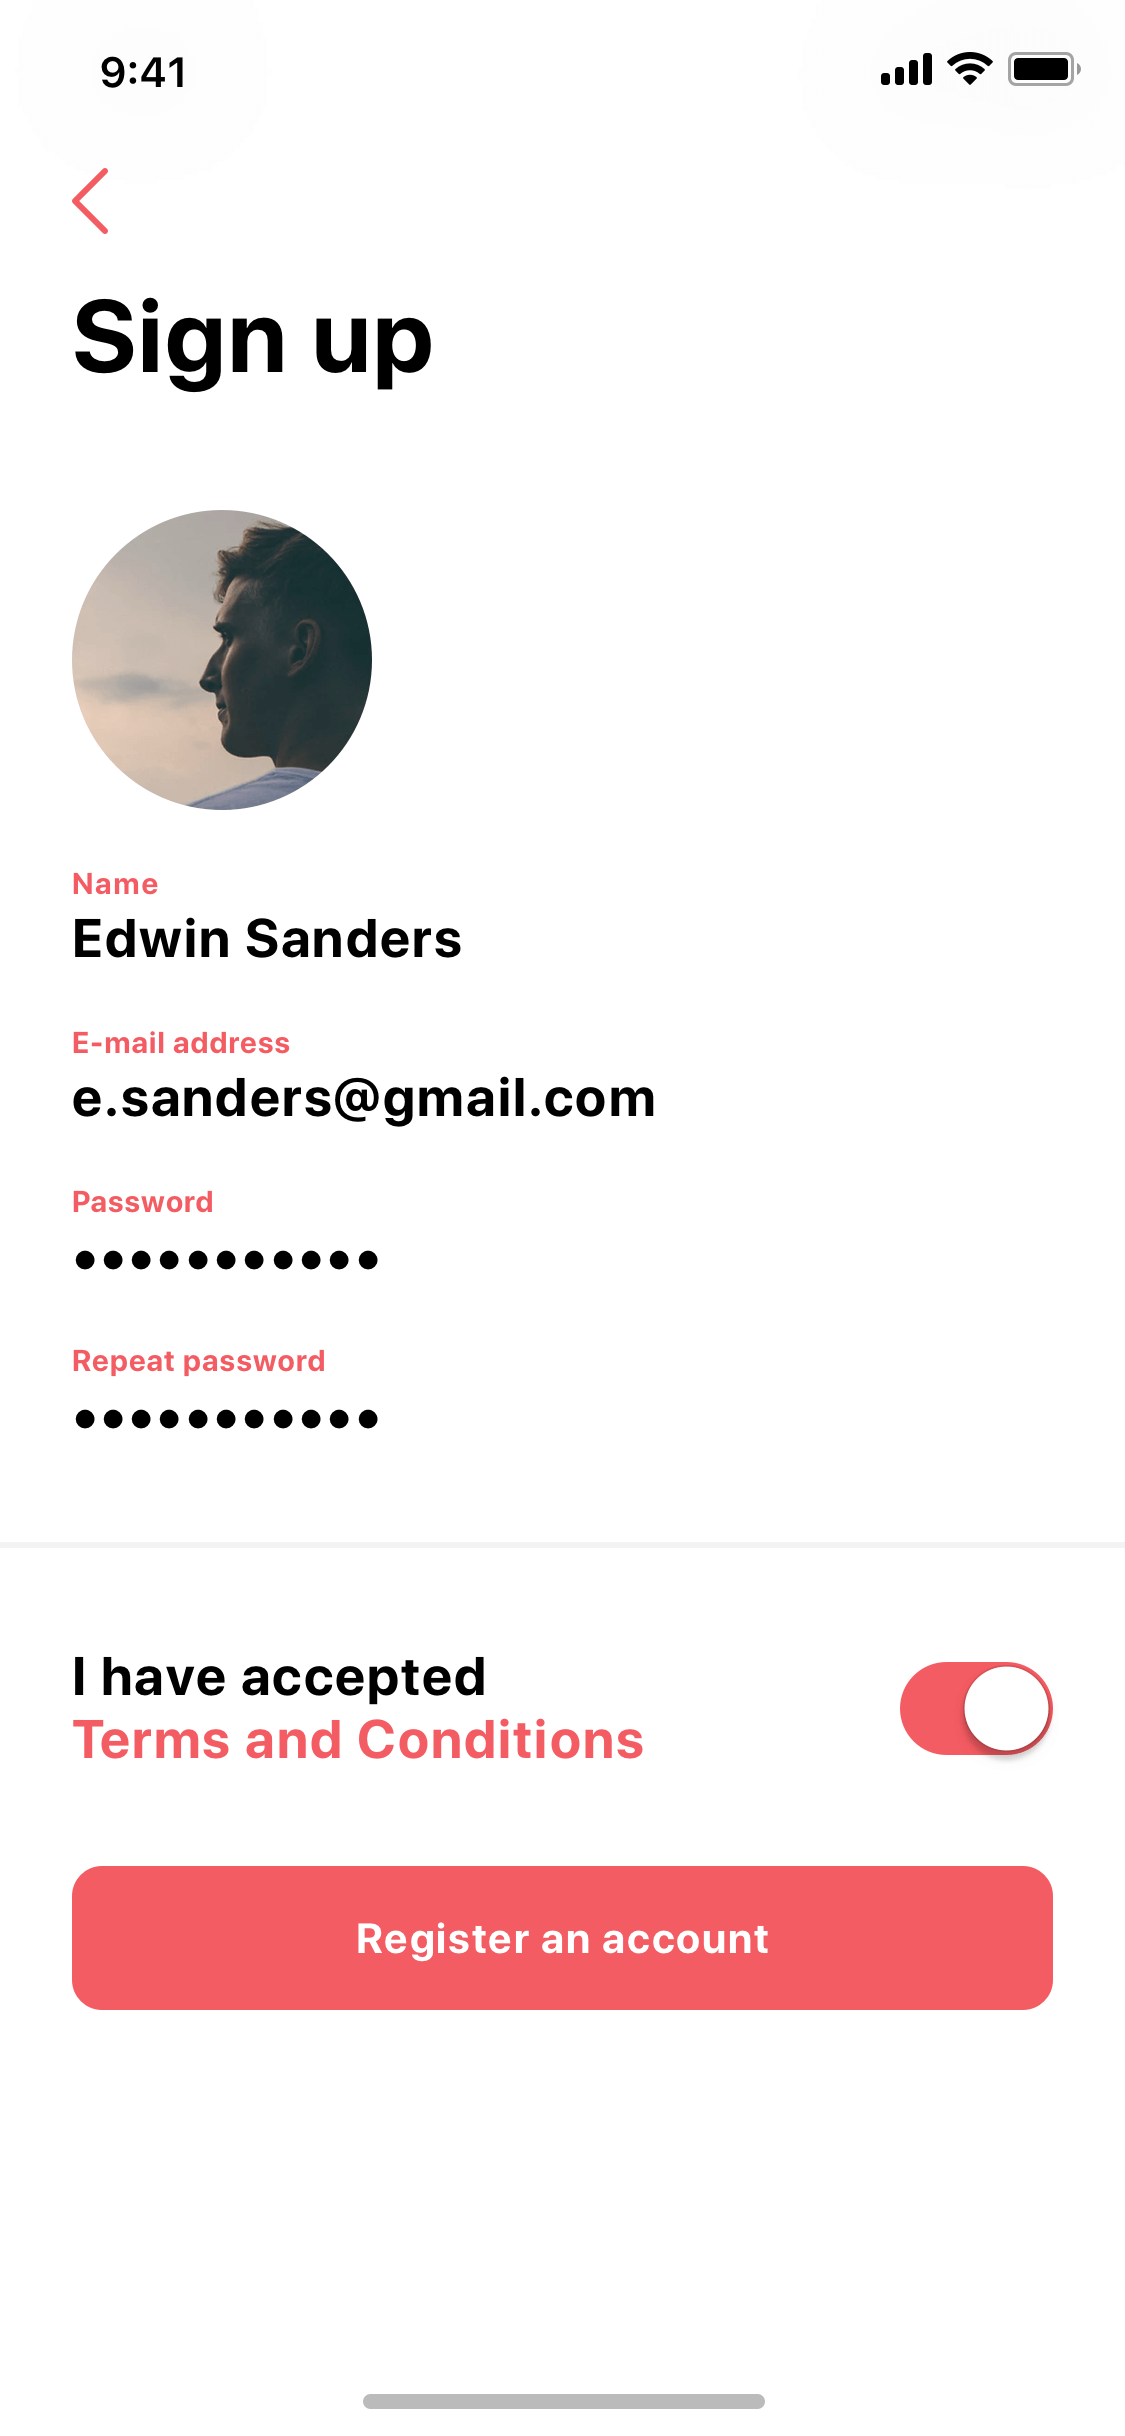 9:41
Sign up
Name
Edwin Sanders
E-mail address
e.sanders@gmail.com
Password
●●●●●●●●●●●
Repeat password
●●●●●●●●●●●
I have accepted
Terms and Conditions
Register an account